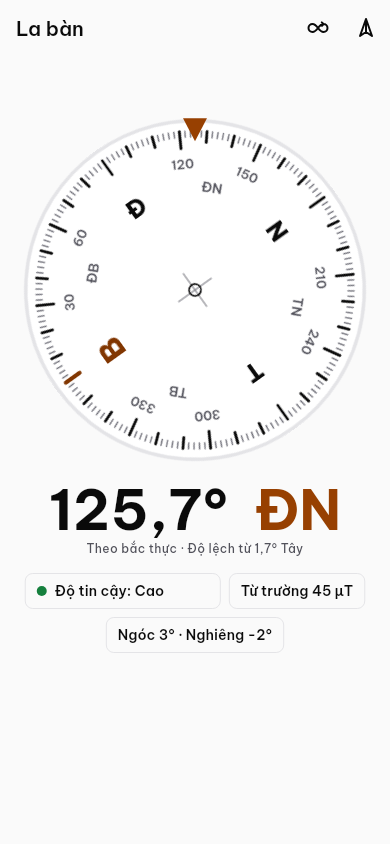 La bàn
120
ĐN
150
Đ
N
60
ĐB
210
30
TN
240
B
T
TB
330
300
125,7° ĐN
Theo bắc thực · Độ lệch từ 1,7° Tây
Độ tin cậy: Cao
Từ trường 45 µT
Ngóc 3° · Nghiêng -2°